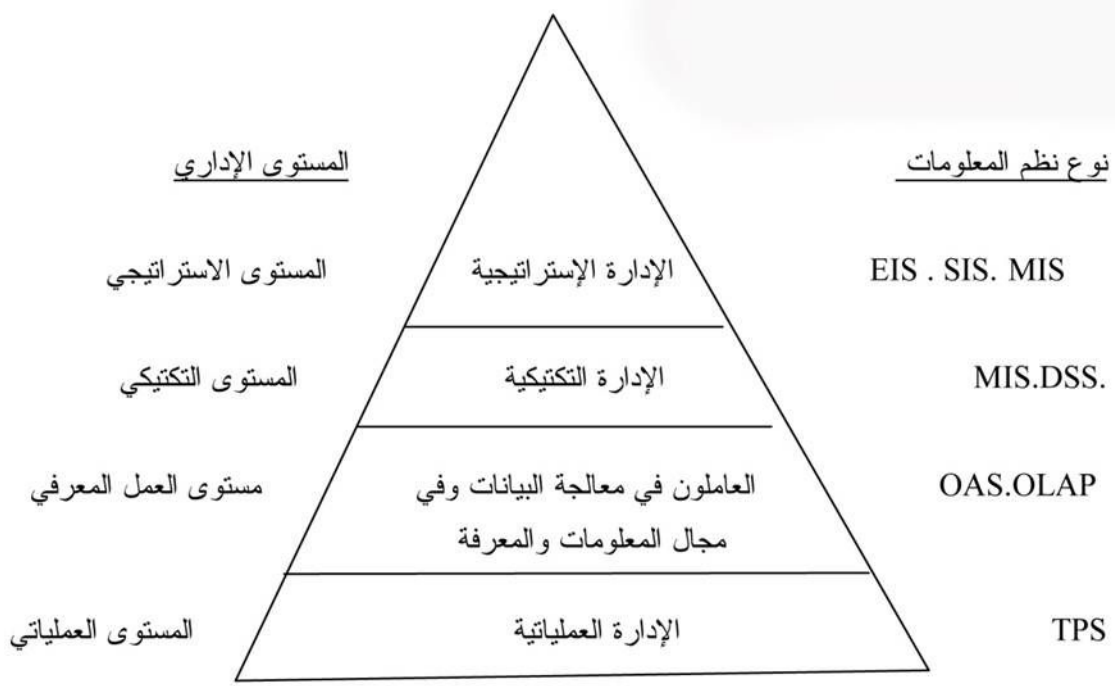 نوع نظم المعلومات
المستوى الإداري
EIS . SIS. MIS
الإدارة الإستراتيجية
المستوى الاستراتيجي
MIS.DSS.
الإدارة التكتيكية
المستوى التكتيكي
OAS.OLAP
العاملون في معالجة البيانات وفي
مجال المعلومات والمعرفة
مستوى العمل المعرفي
TPS
الإدارة العملياتية
المستوى العملياتي